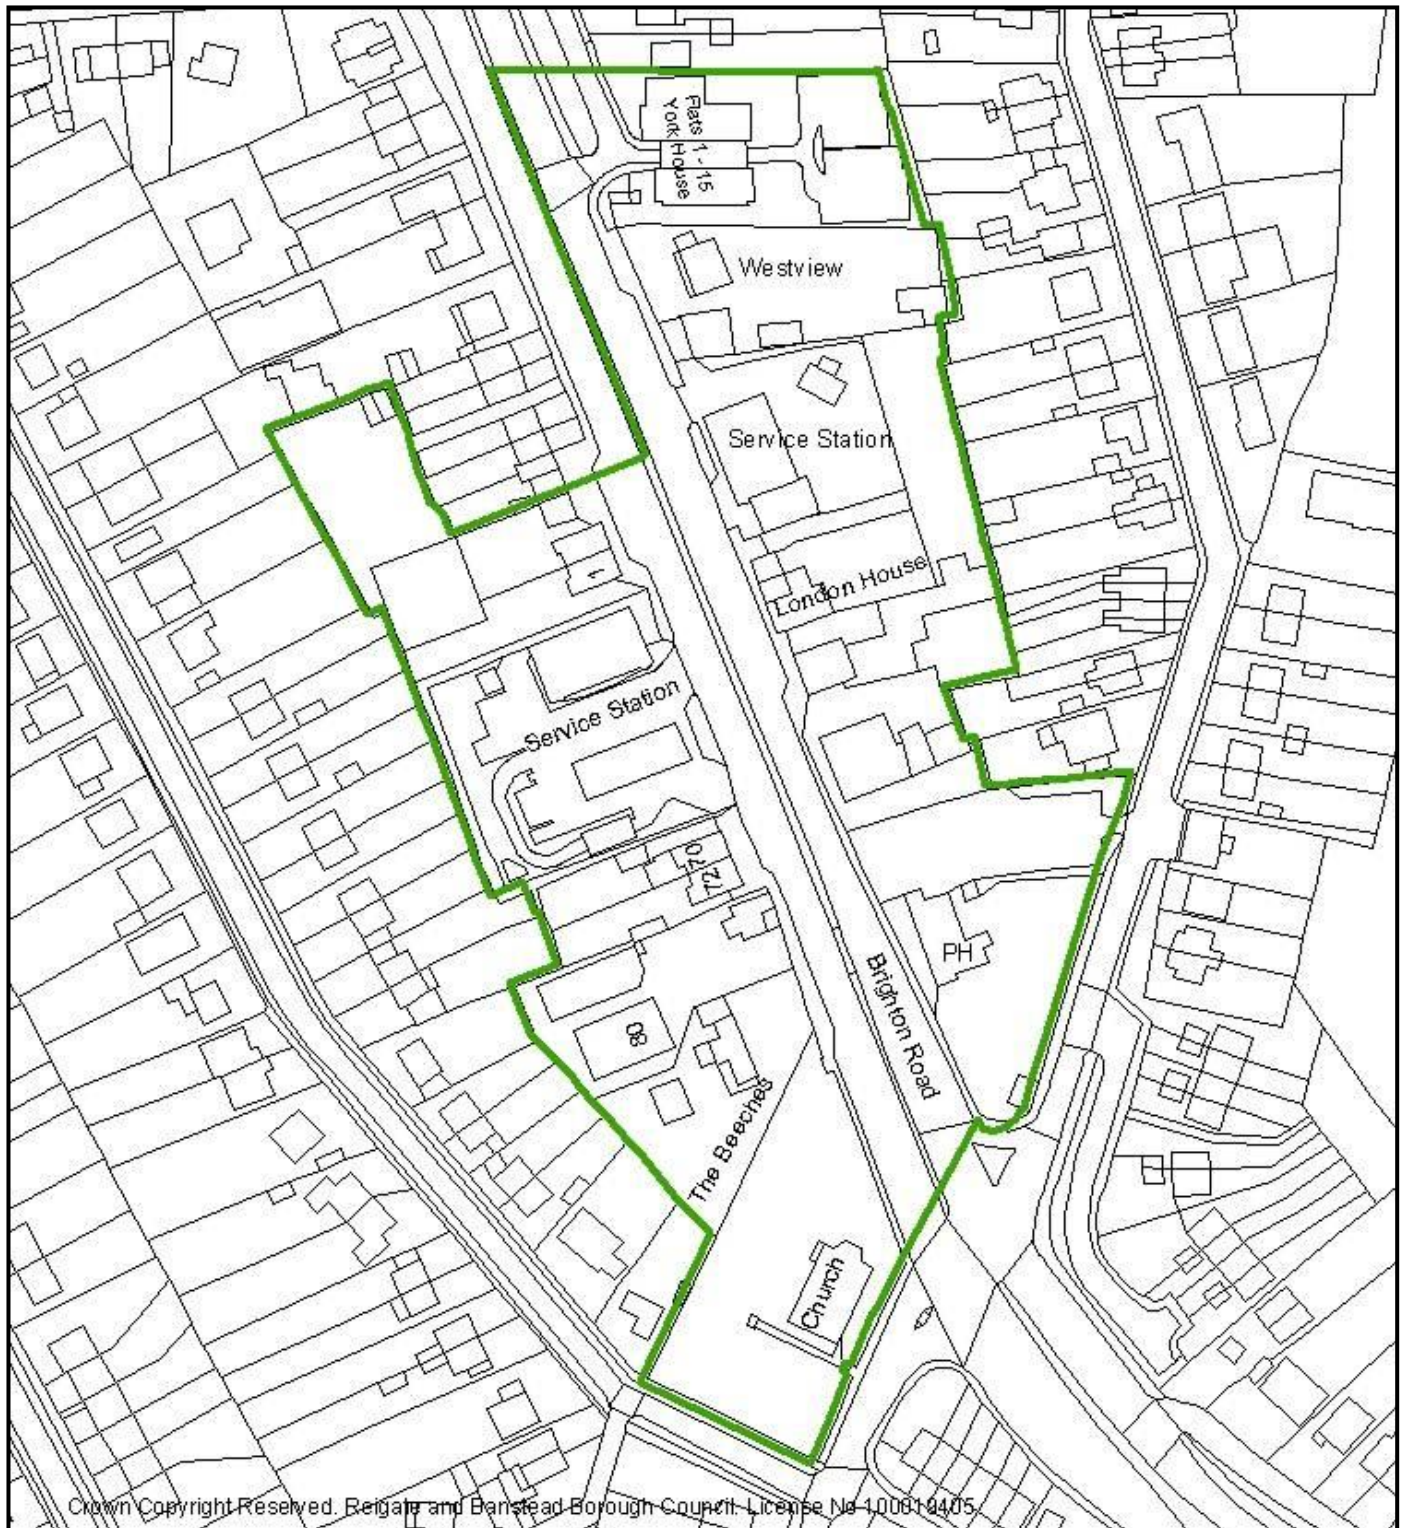 Flats 1 - 15
York House
Westview
Service Station
London House
1
Service Station
72
70
PH
80
Brighton Road
The Beeches
Church
Crown Copyright Reserved. Reigate and Banstead Borough Council. License No 100019405